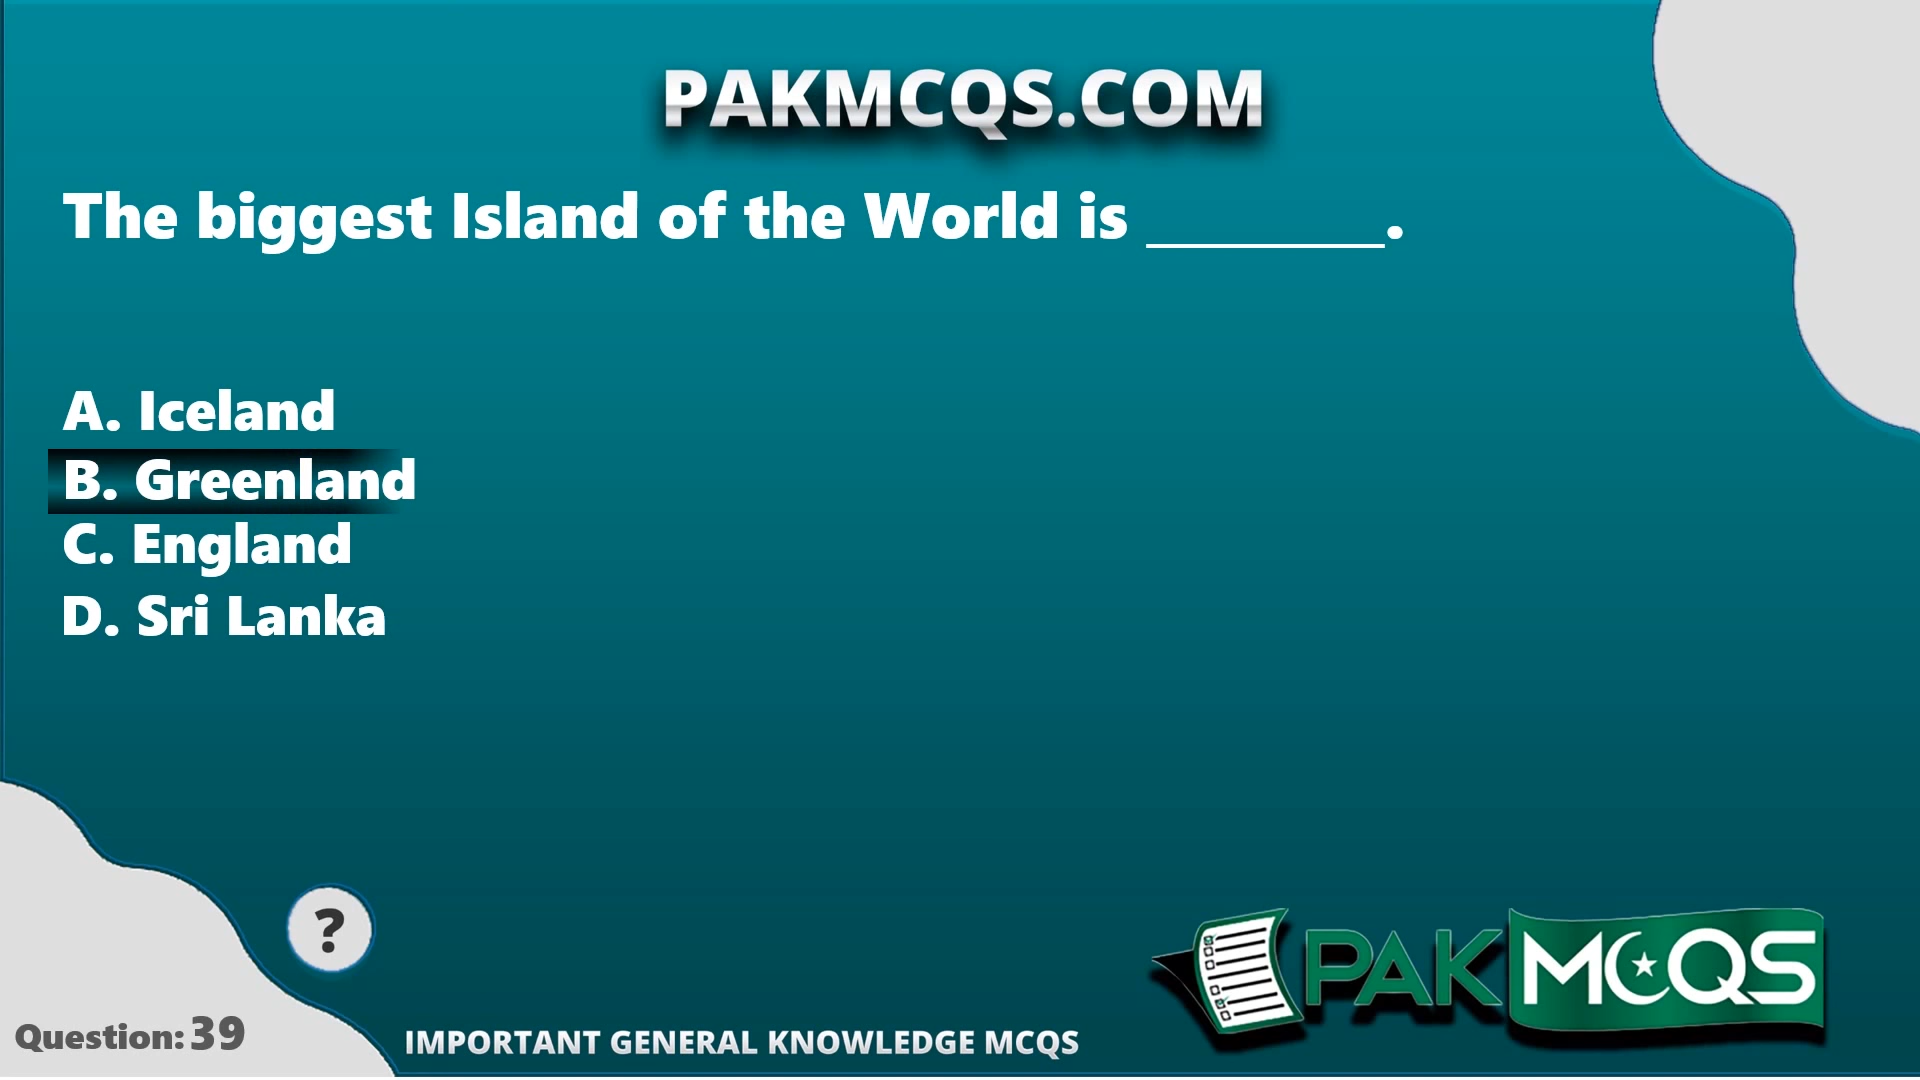 PAKMCQS.COM
The biggest Island of the World is ________.
A. Iceland
B. Greenland
C. England
D. Sri Lanka
?
PAKMCQS
Question: 39
IMPORTANT GENERAL KNOWLEDGE MCQS